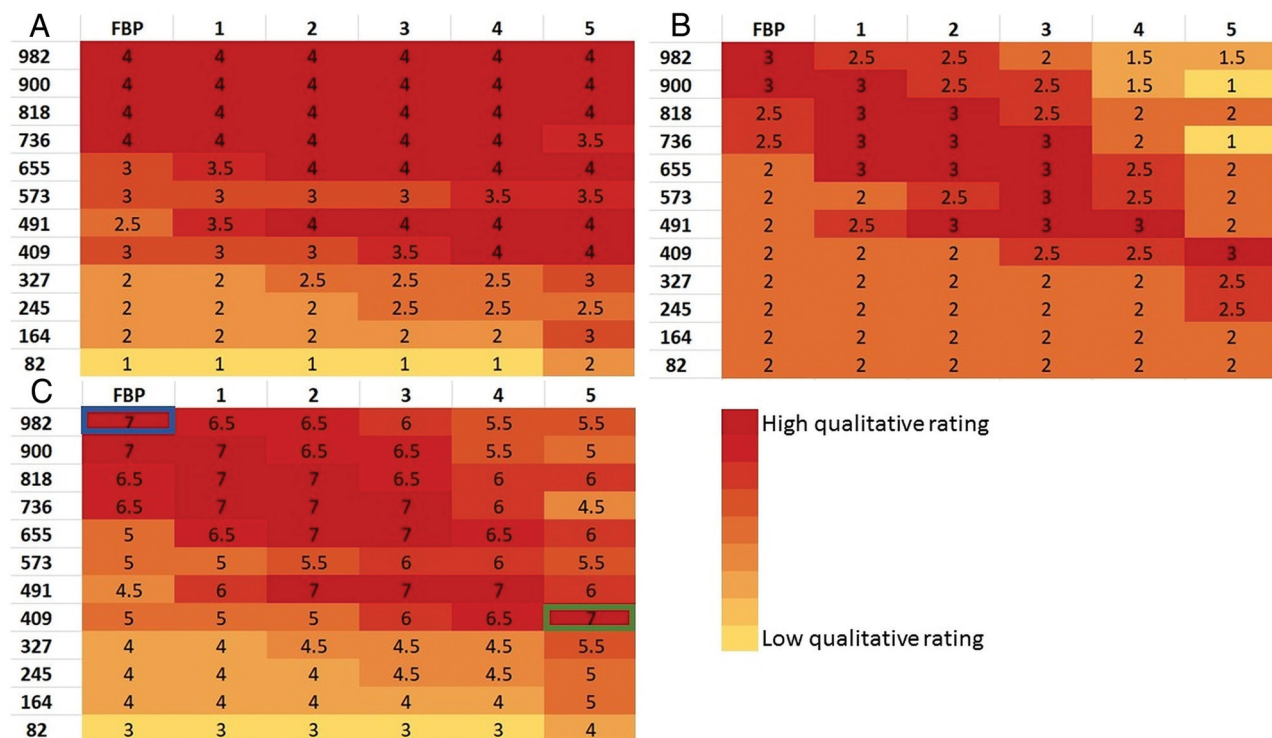 A FBP 1 2 3 4 5
982 4 4 4 4 4 4
900 4 4 4 4 4 4
818 4 4 4 4 4 4
736 4 4 4 4 4 3.5
655 3 3.5 4 4 4 4
573 3 3 3 3 3.5 3.5
491 2.5 3.5 4 4 4 4
409 3 3 3 3.5 4 4
327 2 2 2.5 2.5 2.5 3
245 2 2 2 2.5 2.5 2.5
164 2 2 2 2 2 3
82 1 1 1 1 1 2
B FBP 1 2 3 4 5
982 3 2.5 2.5 2 1.5 1.5
900 3 3 2.5 2.5 1.5 1
818 2.5 3 3 2.5 2 2
736 2.5 3 3 3 2 1
655 2 3 3 3 2.5 2
573 2 2 2.5 3 2.5 2
491 2 2.5 3 3 3 2
409 2 2 2 2.5 2.5 3
327 2 2 2 2 2 2.5
245 2 2 2 2 2 2.5
164 2 2 2 2 2 2
82 2 2 2 2 2 2
C FBP 1 2 3 4 5
982 7 6.5 6.5 6 5.5 5.5
900 7 7 6.5 6.5 5.5 5
818 6.5 7 7 6.5 6 6
736 6.5 7 7 7 6 4.5
655 5 6.5 7 7 6.5 6
573 5 5 5.5 6 6 5.5
491 4.5 6 7 7 7 6
409 5 5 5 6 6.5 7
327 4 4 4.5 4.5 4.5 5.5
245 4 4 4 4.5 4.5 5
164 4 4 4 4 4 5
82 3 3 3 3 3 4
High qualitative rating
Low qualitative rating